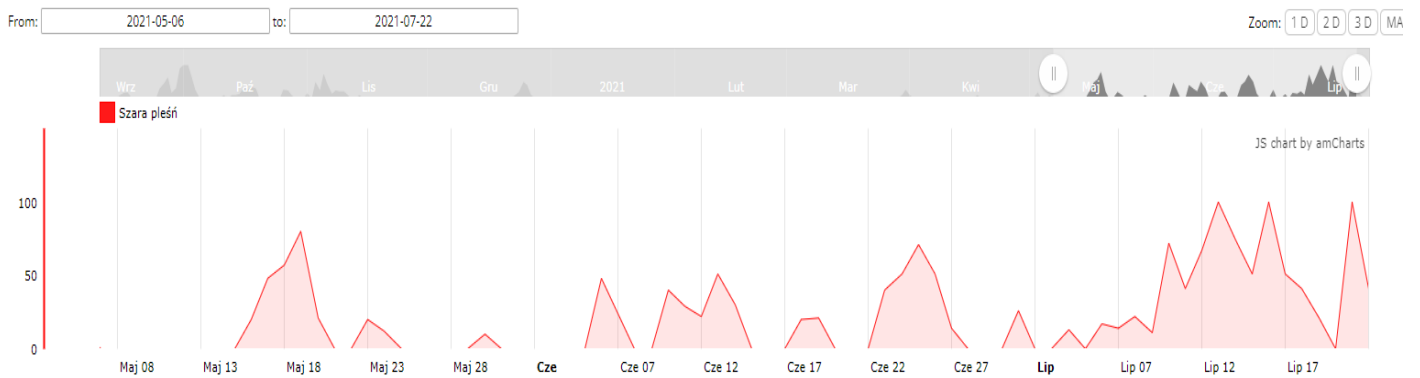 From: 2021-05-06 to: 2021-07-22 Zoom: 1 D 2 D 3 D MA
Wrz Paź Lis Gru 2021 Lut Mar Kwi Maj Cze Lip
Szara pleśń
JS chart by amCharts
100
50
0
Maj 08 Maj 13 Maj 18 Maj 23 Maj 28 Cze Cze 07 Cze 12 Cze 17 Cze 22 Cze 27 Lip Lip 07 Lip 12 Lip 17